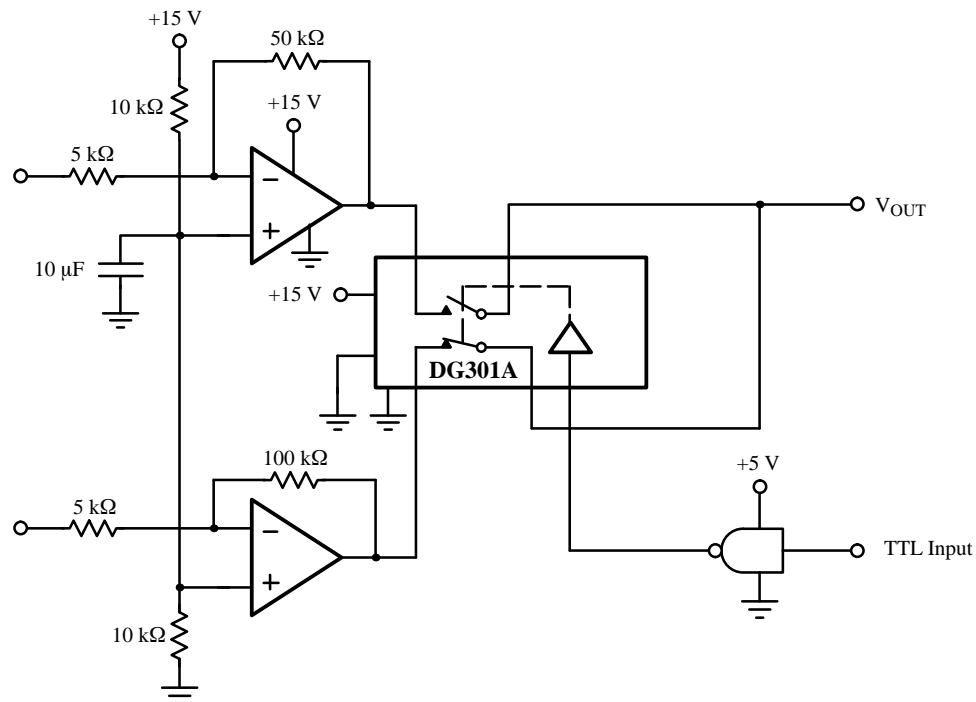 +15 V
50 kΩ
10 kΩ
+15 V
5 kΩ
−
+
VOUT
10 µF
+15 V
DG301A
100 kΩ
+5 V
5 kΩ
−
TTL Input
+
10 kΩ